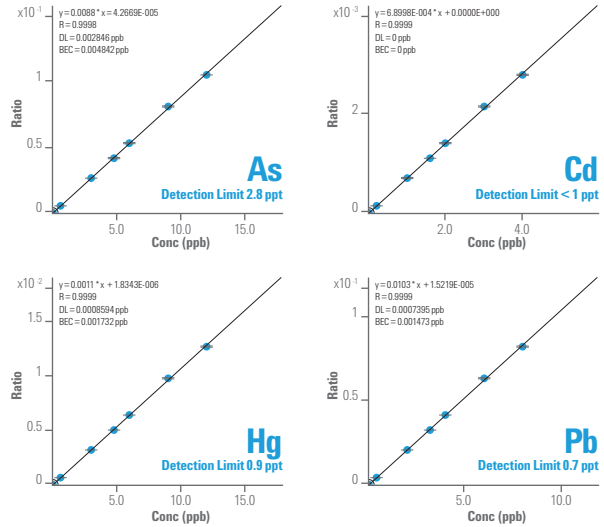 x10⁻¹
y=0.0088*x=4.2669E-005
R=0.9998
DL=0.002846 ppb
BEC=0.004842 ppb
1
0.5
0
Ratio
As
Detection Limit 2.8 ppt
5.0 10.0 15.0
Conc (ppb)
x10⁻³
y=6.8998E-004*x+0.0000E+000
R=0.9999
DL=0 ppb
BEC=0 ppb
2
0
Ratio
Cd
Detection Limit < 1 ppt
2.0 4.0
Conc (ppb)
x10⁻²
y=0.0011*x+1.8343E-006
R=0.9999
DL=0.0008594 ppb
BEC=0.001732 ppb
1.5
1
0.5
0
Ratio
Hg
Detection Limit 0.9 ppt
5.0 10.0 15.0
Conc (ppb)
x10⁻¹
y=0.0103*x+1.5219E-005
R=0.9999
DL=0.0007395 ppb
BEC=0.001473 ppb
1
0.5
0
Ratio
Pb
Detection Limit 0.7 ppt
5.0 10.0
Conc (ppb)